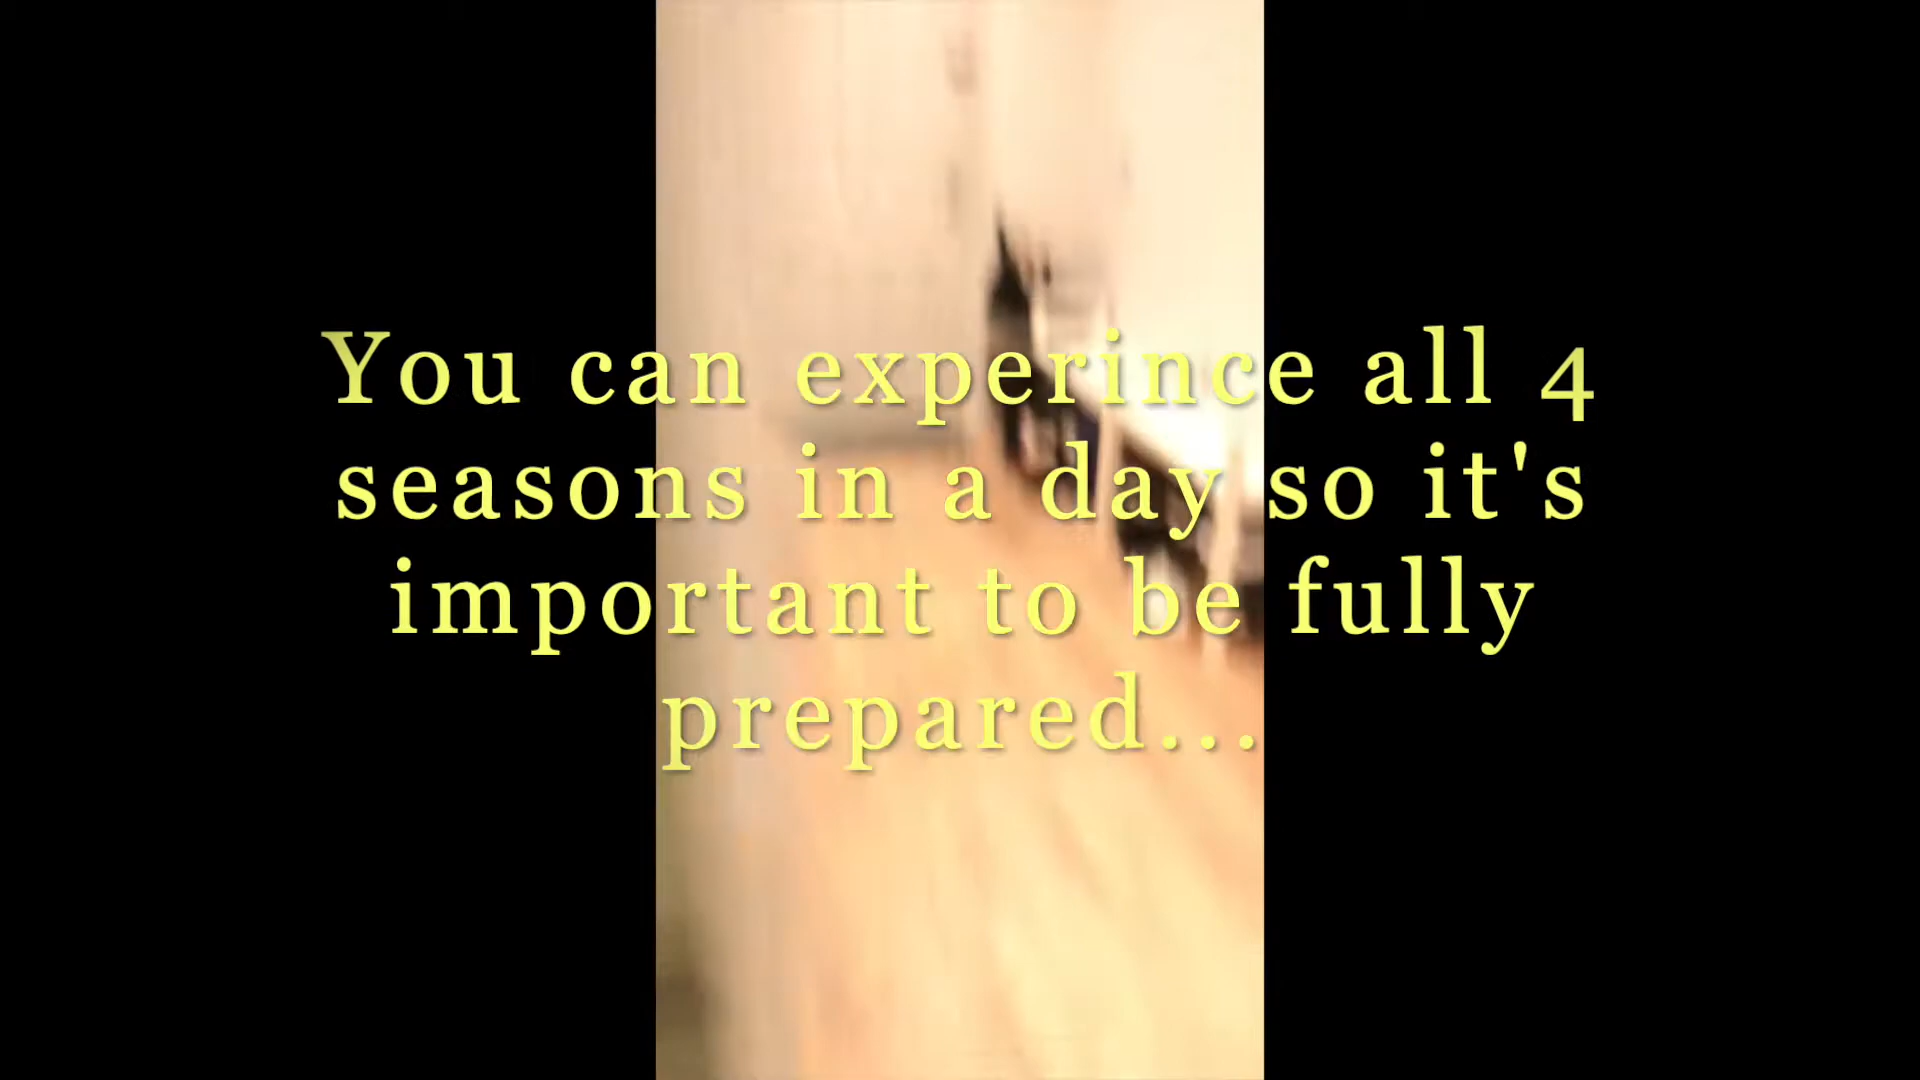 You can experince all 4
seasons in a day so it's
important to be fully
prepared...